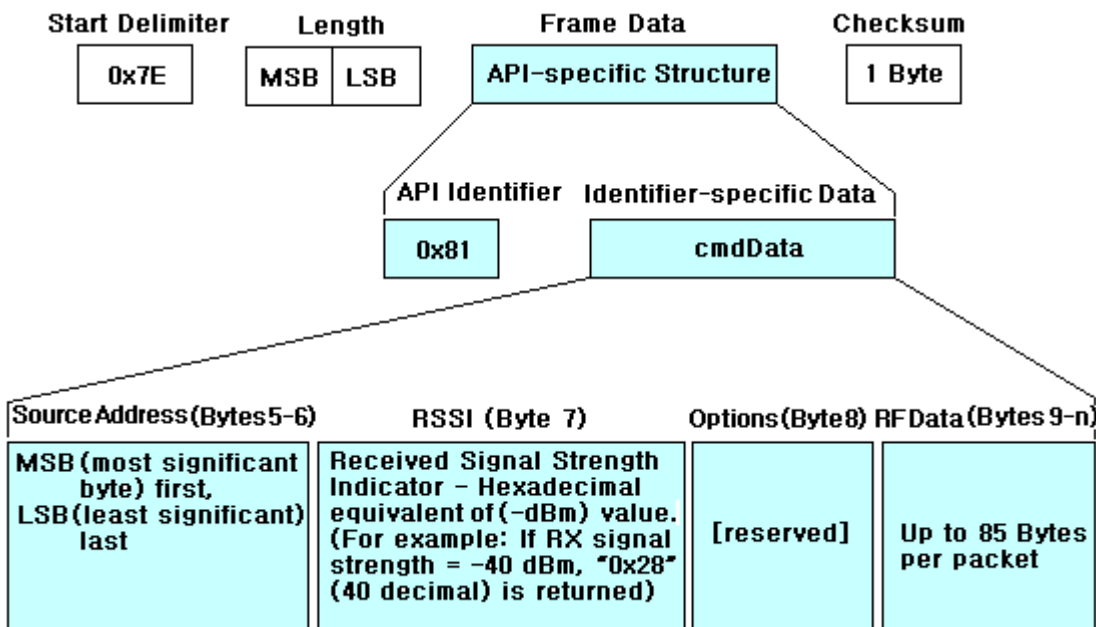 Start Delimiter
Length
Frame Data
Checksum
0x7E
MSB
LSB
API-specific Structure
1 Byte
API Identifier
Identifier-specific Data
0x81
cmdData
Source Address (Bytes 5-6)
RSSI (Byte 7)
Options (Byte 8)
RF Data (Bytes 9-n)
MSB (most significant
byte) first,
LSB (least significant)
last
Received Signal Strength
Indicator - Hexadecimal
equivalent of (-dBm) value.
(For example: If RX signal
strength = -40 dBm, "0x28"
(40 decimal) is returned)
[reserved]
Up to 85 Bytes
per packet